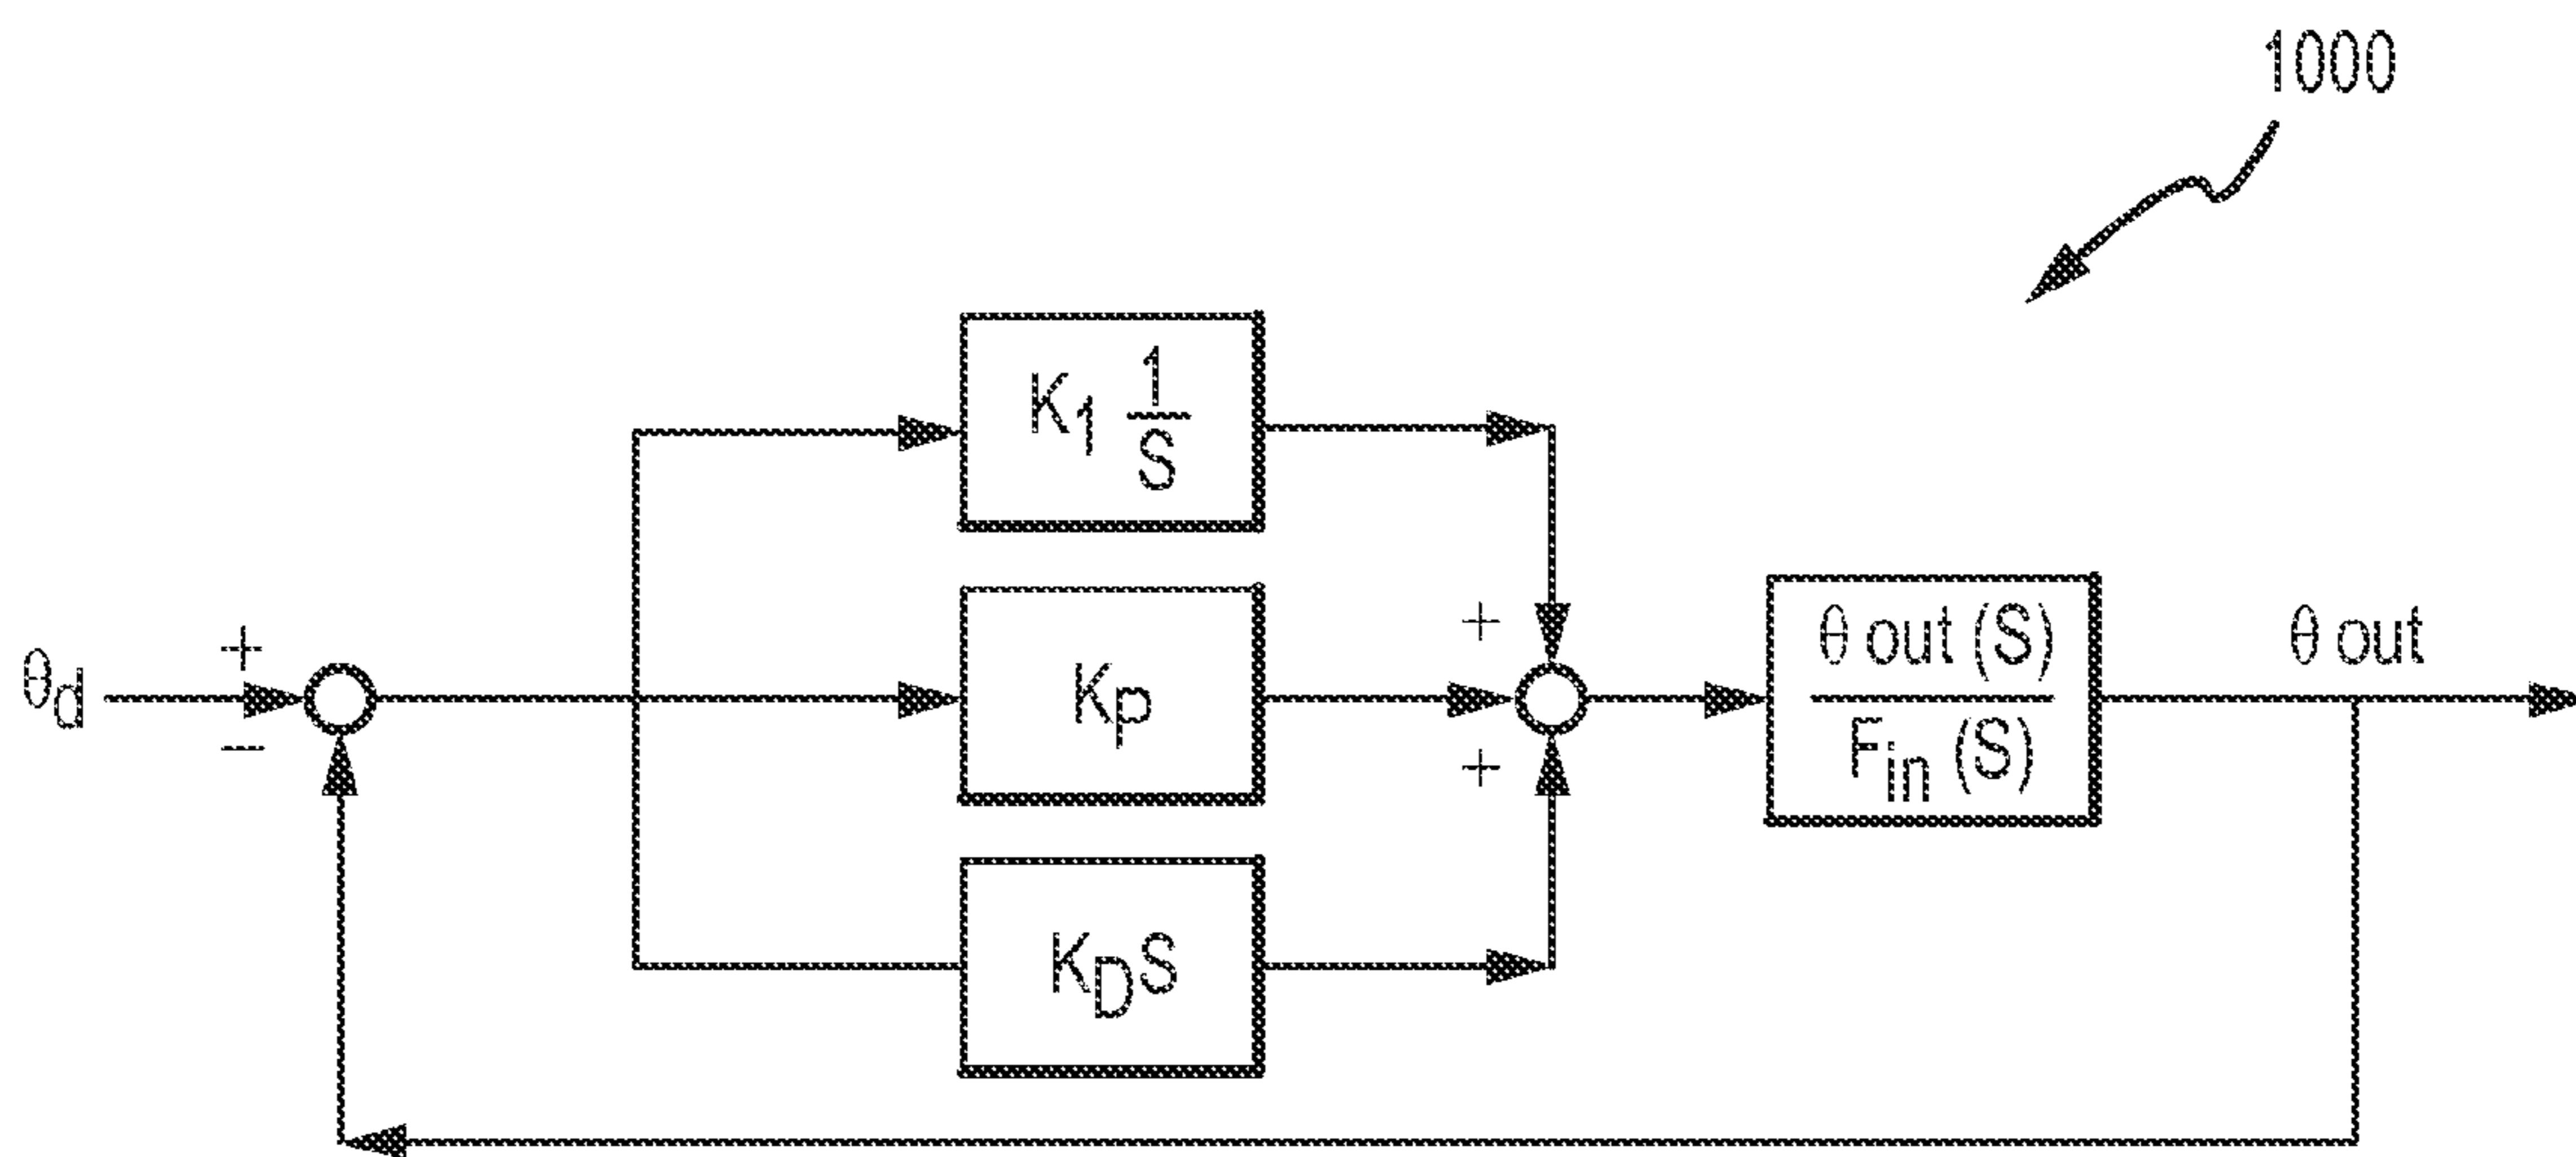 1000
K1 1/S
θd
+
−
KP
+
+
θ out (S)
Fin (S)
θ out
KDS